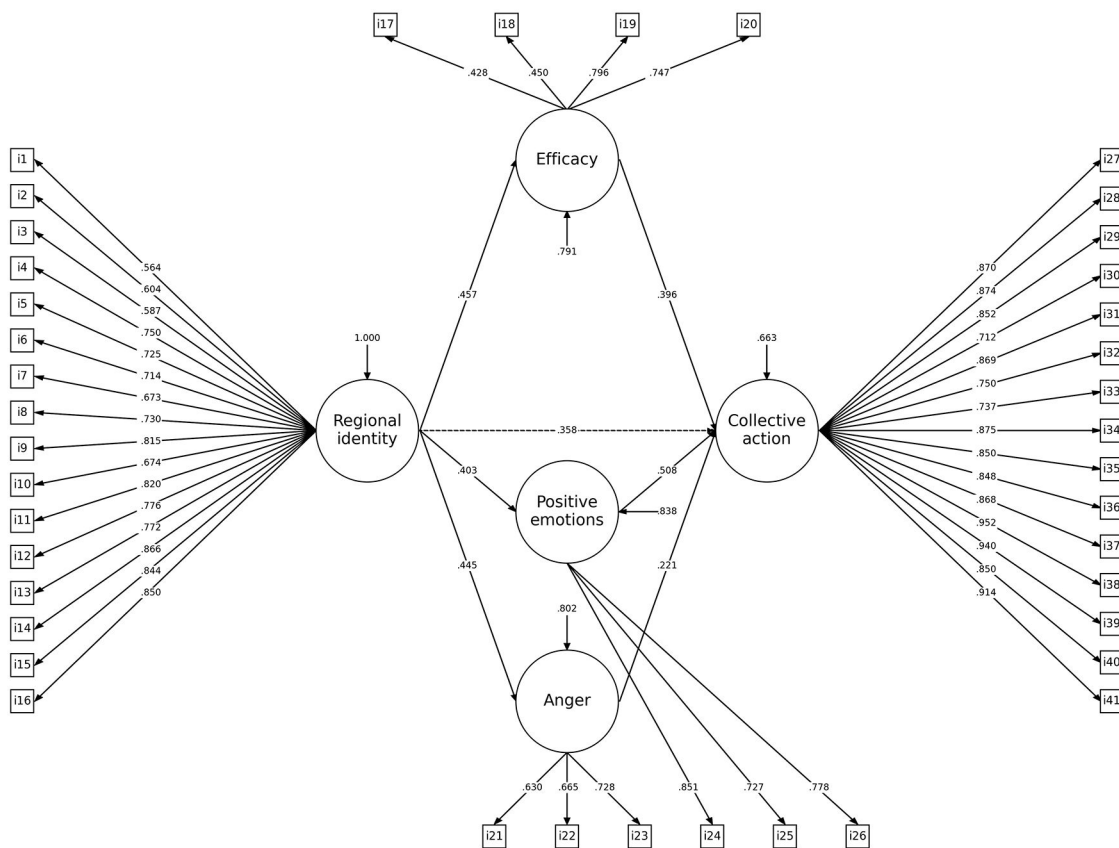 i17
i18
i19
i20
.428
.450
.796
.747
Efficacy
.791
i1
i2
i3
i4
i5
i6
i7
i8
i9
i10
i11
i12
i13
i14
i15
i16
.564
.604
.587
.750
.725
.714
.673
.730
.815
.674
.820
.776
.772
.866
.844
.850
1.000
Regional
identity
.457
.396
.358
.403
.508
.838
.445
.221
Positive
emotions
.802
Anger
.663
Collective
action
.870
.874
.852
.712
.869
.750
.737
.875
.850
.848
.868
.952
.940
.850
.914
i27
i28
i29
i30
i31
i32
i33
i34
i35
i36
i37
i38
i39
i40
i41
.630
.665
.728
.851
.727
.778
i21
i22
i23
i24
i25
i26